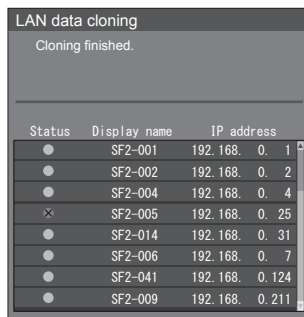 LAN data cloning
Cloning finished.
Status Display name IP address
SF2-001 192.168. 0. 1
SF2-002 192.168. 0. 2
SF2-004 192.168. 0. 4
SF2-005 192.168. 0. 25
SF2-014 192.168. 0. 31
SF2-006 192.168. 0. 7
SF2-041 192.168. 0.124
SF2-009 192.168. 0.211